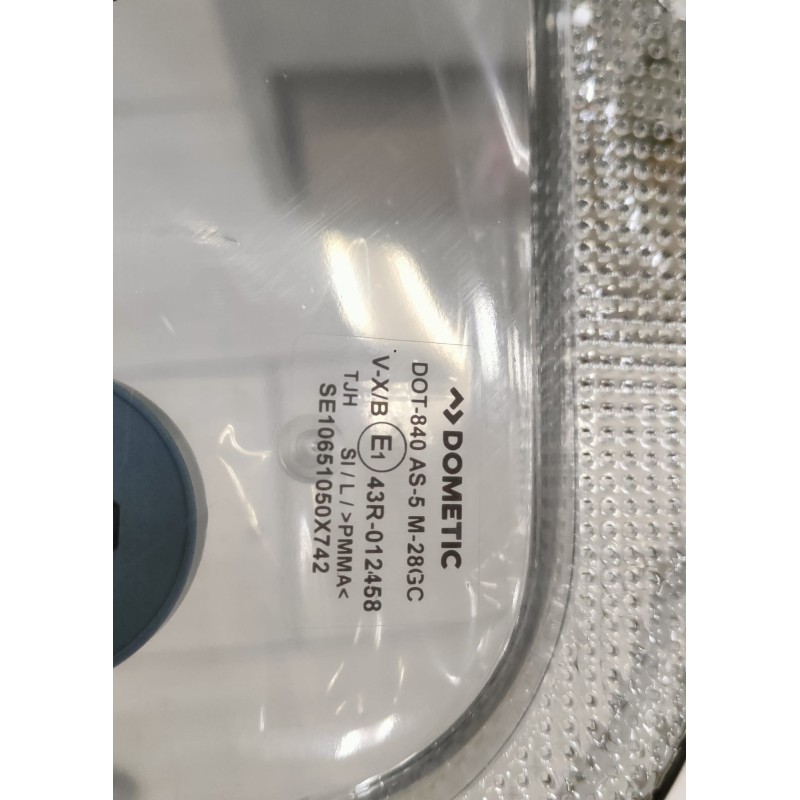 DOMETIC
DOT-840 AS-5 M-28GC
V-X/B E1 43R-012458
TJH SI / L / >PMMA<
SE10651050X742